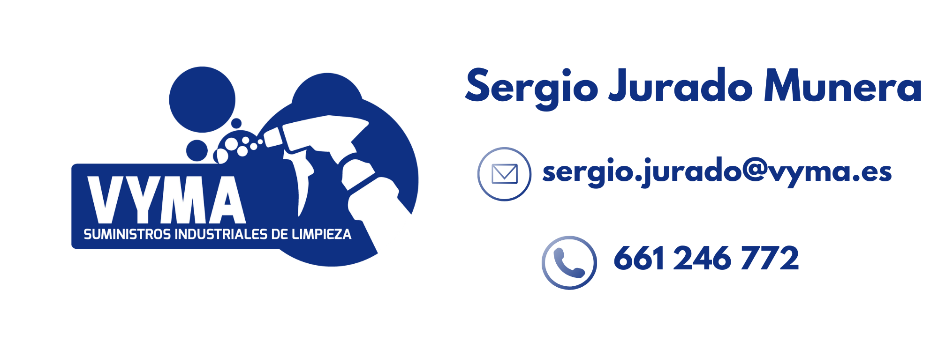 VYMA
SUMINISTROS INDUSTRIALES DE LIMPIEZA
Sergio Jurado Munera
sergio.jurado@vyma.es
661 246 772